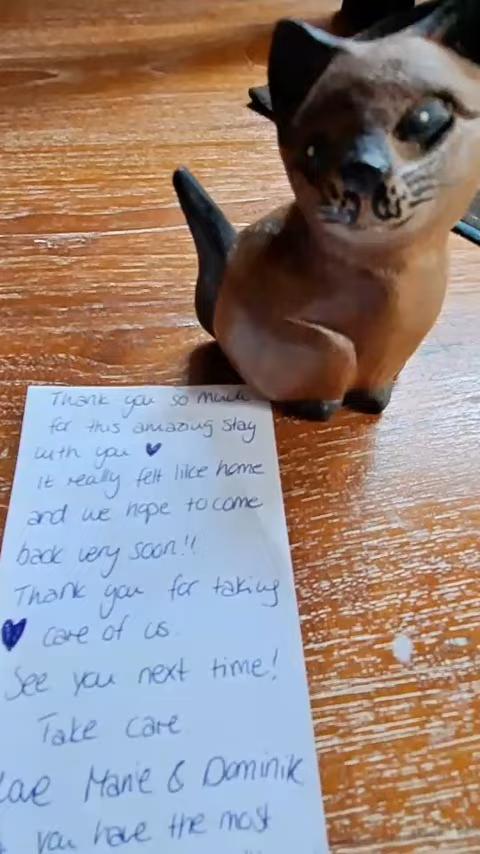 Thank you so much
for this amazing stay
with you ♥
it really felt like home
and we hope to come
back very soon!!
Thank you for taking
♥ care of us.
See you next time!
Take care
Love Marie & Dominik
you have the most